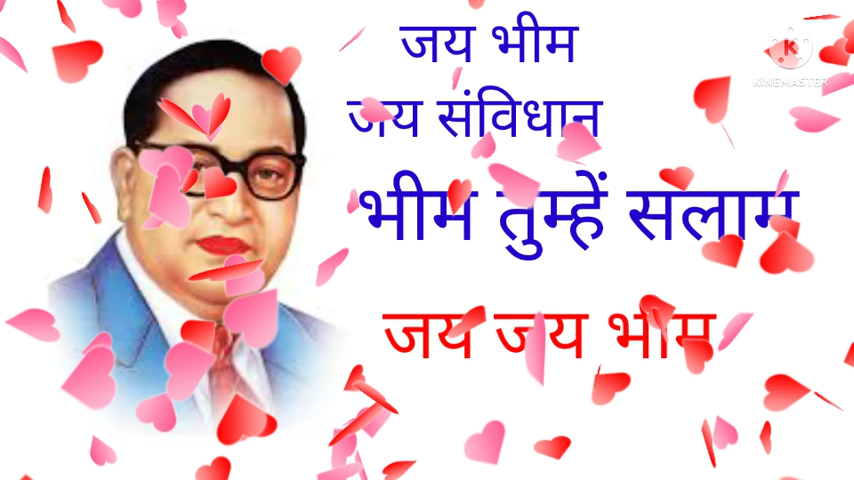 जय भीम
जय संविधान
भीम तुम्हें सलाम
जय जय भीम
K
KINEMASTER